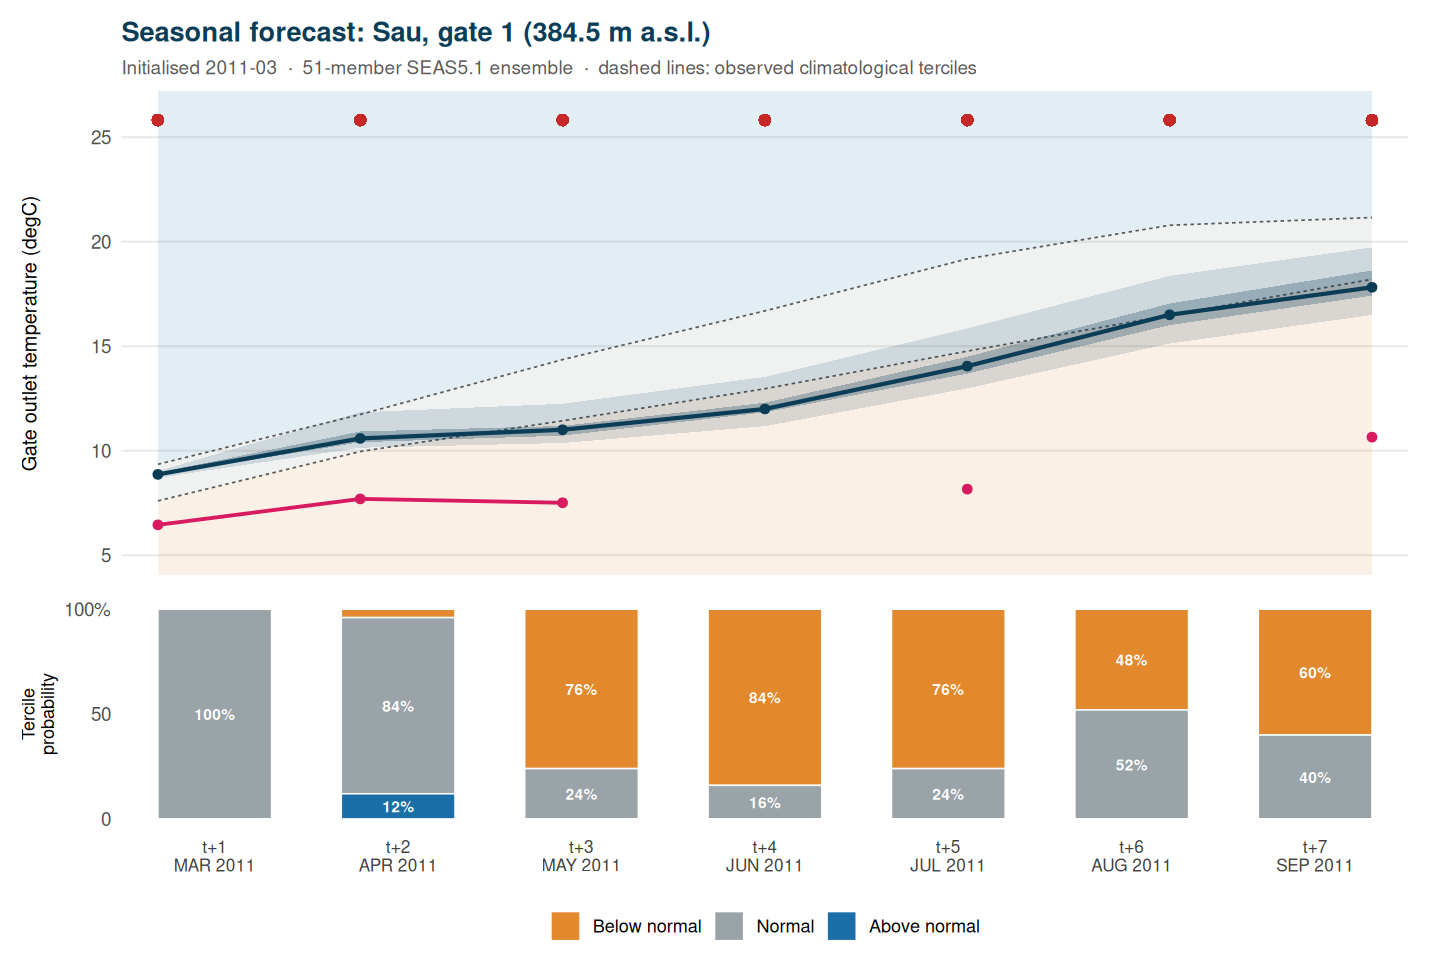 Seasonal forecast: Sau, gate 1 (384.5 m a.s.l.)
Initialised 2011-03 · 51-member SEAS5.1 ensemble · dashed lines: observed climatological terciles
Gate outlet temperature (degC)
25
20
15
10
5
Tercile
probability
100%
50
0
100%
84%
12%
76%
24%
84%
16%
76%
24%
48%
52%
60%
40%
t+1
MAR 2011
t+2
APR 2011
t+3
MAY 2011
t+4
JUN 2011
t+5
JUL 2011
t+6
AUG 2011
t+7
SEP 2011
Below normal
Normal
Above normal